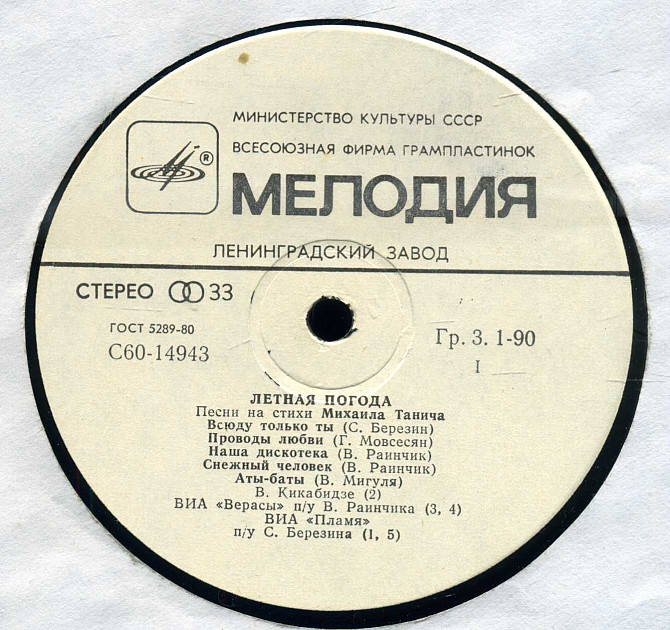 МИНИСТЕРСТВО КУЛЬТУРЫ СССР
ВСЕСОЮЗНАЯ ФИРМА ГРАМПЛАСТИНОК
®
МЕЛОДИЯ
ЛЕНИНГРАДСКИЙ ЗАВОД
СТЕРЕО 33
ГОСТ 5289-80
С60-14943
Гр. 3. 1-90
I
ЛЕТНАЯ ПОГОДА
Песни на стихи Михаила Танича
Всюду только ты (С. Березин)
Проводы любви (Г. Мовсесян)
Наша дискотека (В. Раинчик)
Снежный человек (В. Раинчик)
Аты-баты (В. Мигуля)
В. Кикабидзе (2)
ВИА «Верасы» п/у В. Раинчика (3, 4)
ВИА «Пламя»
п/у С. Березина (1, 5)